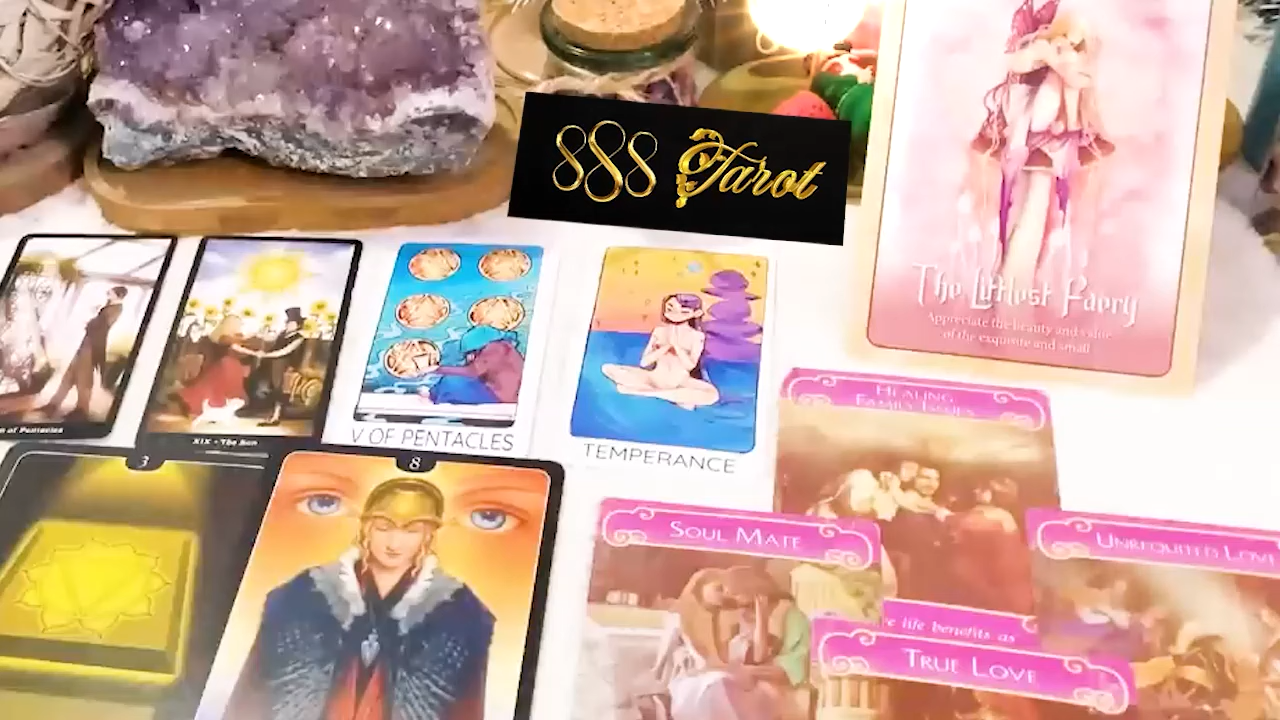 888 Tarot
The Littlest Faery
Appreciate the beauty and value
of the exquisite and small
of Pentacles
XIX • The Sun
V OF PENTACLES
TEMPERANCE
HEALING
FAMILY ISSUES
3
8
SOUL MATE
UNREQUITED LOVE
life benefits as
TRUE LOVE